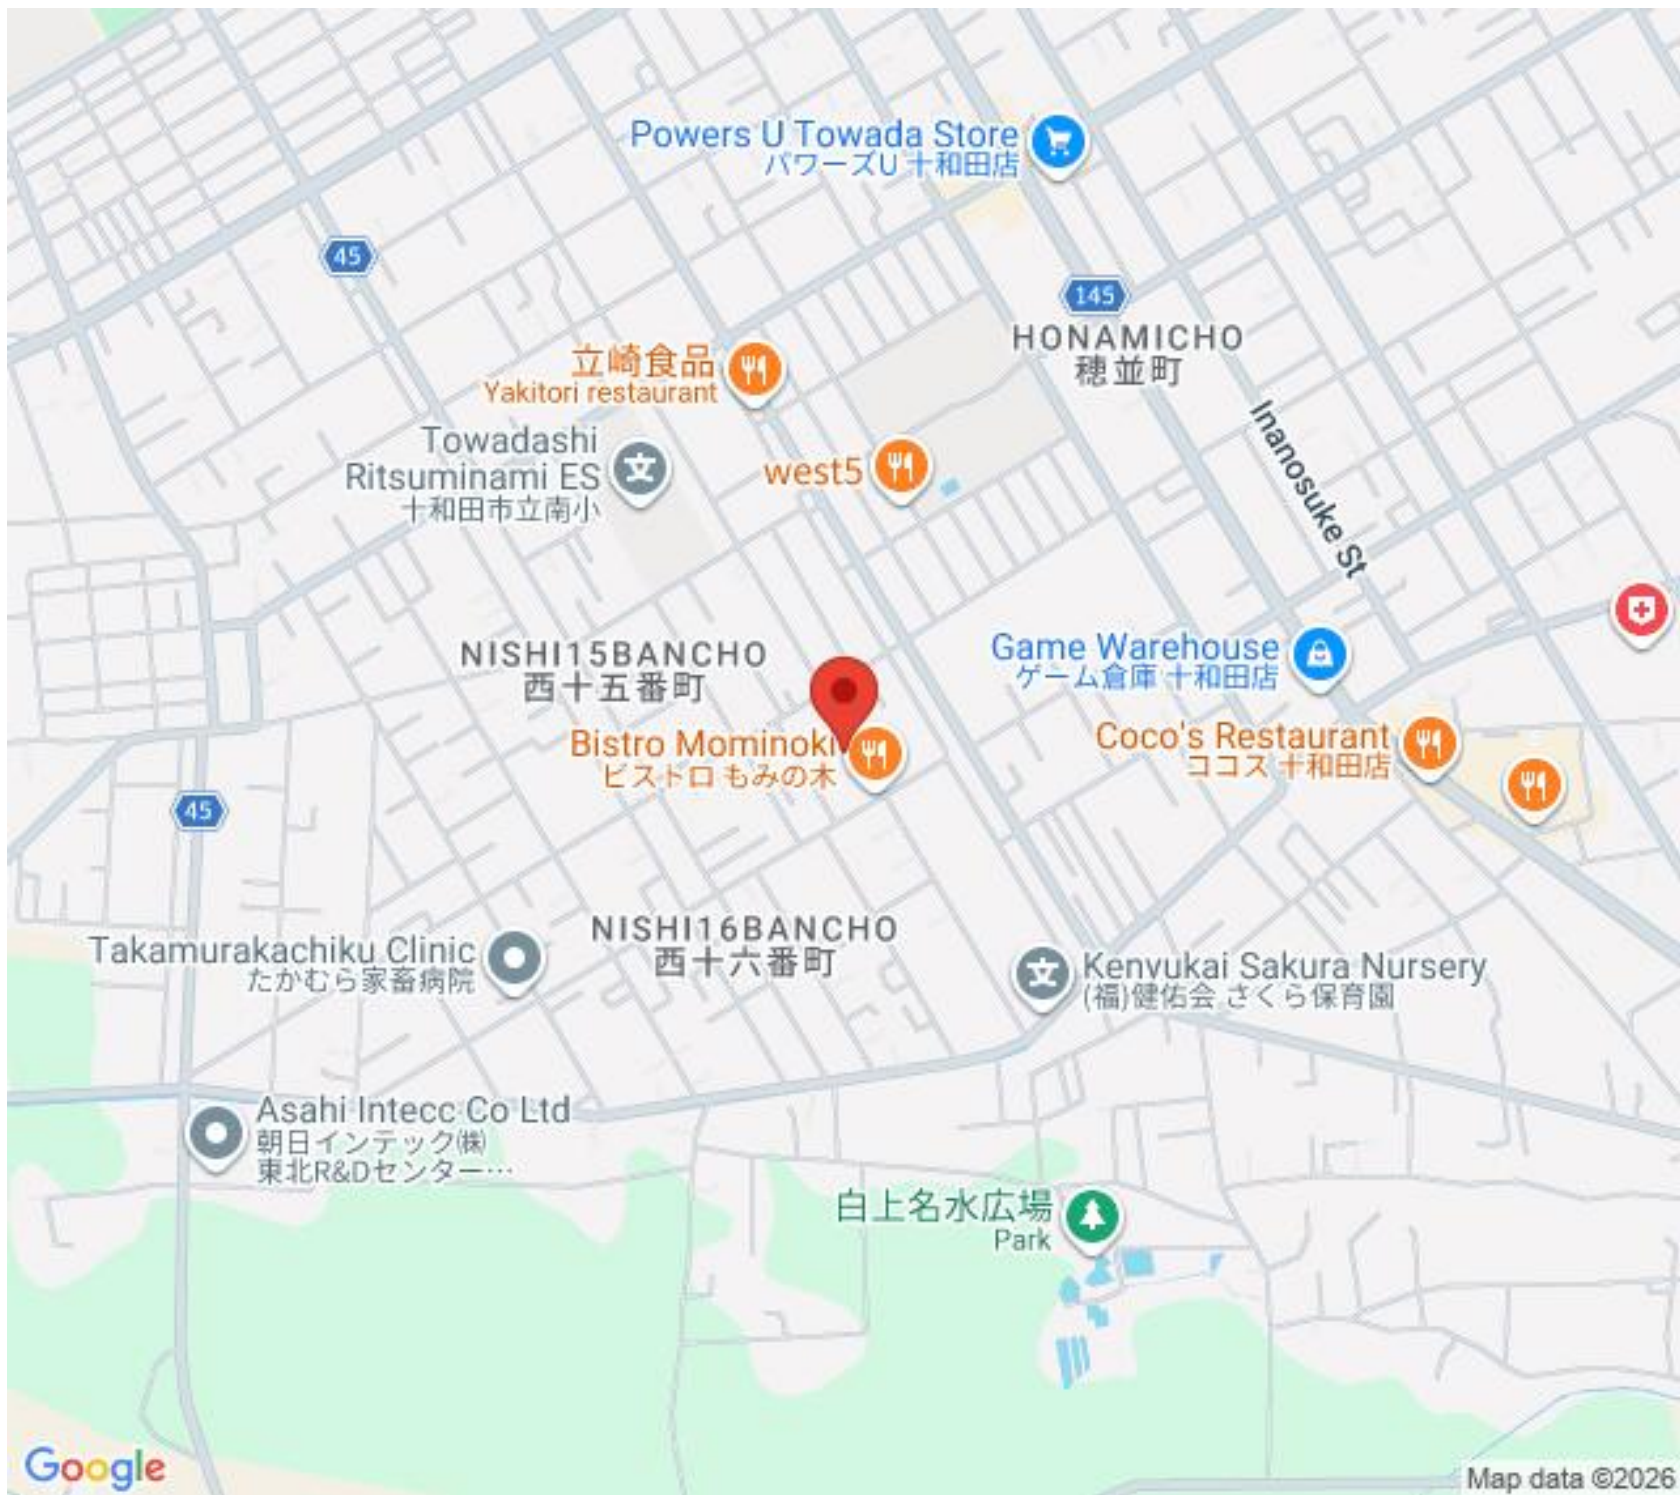 Powers U Towada Store
パワーズU 十和田店
45
145
HONAMICHO
穂並町
立崎食品
Yakitori restaurant
Towadashi
Ritsuminami ES
十和田市立南小
west5
Inanosuke St
NISHI15BANCHO
西十五番町
Game Warehouse
ゲーム倉庫 十和田店
Bistro Mominoki
ビストロ もみの木
Coco's Restaurant
ココス 十和田店
45
NISHI16BANCHO
西十六番町
Takamurakachiku Clinic
たかむら家畜病院
Kenyukai Sakura Nursery
(福)健佑会 さくら保育園
Asahi Intecc Co Ltd
朝日インテック㈱
東北R&Dセンター…
白上名水広場
Park
Google
Map data ©2026